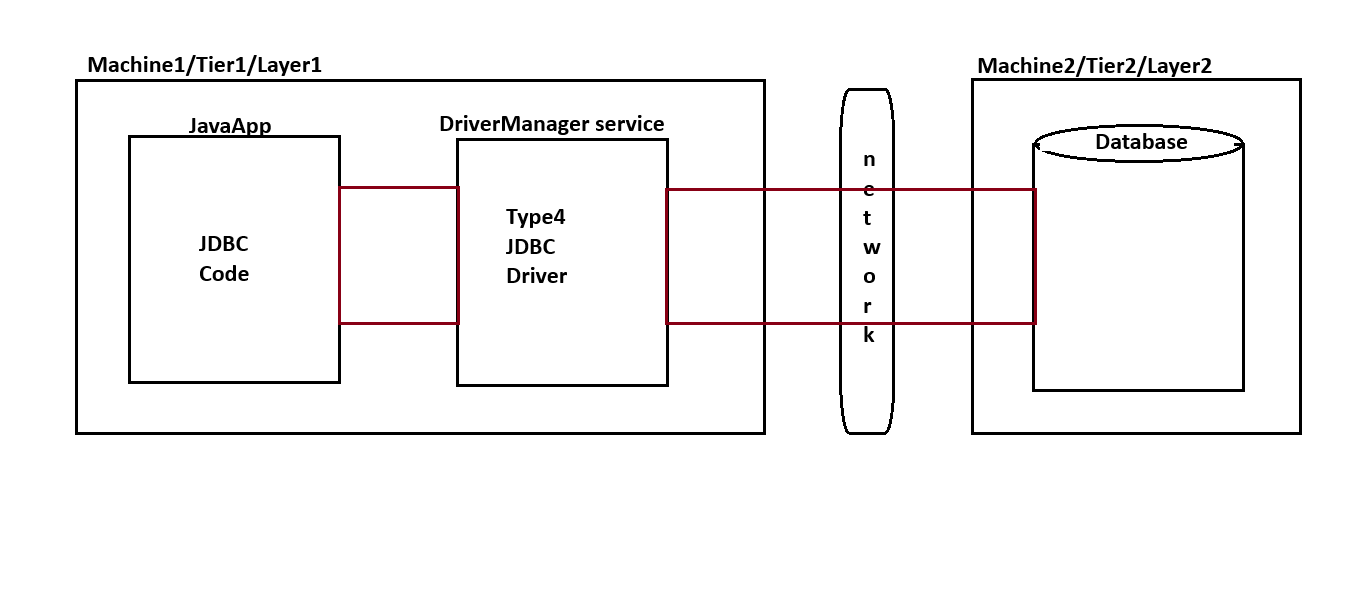 Machine1/Tier1/Layer1
JavaApp
JDBC
Code
DriverManager service
Type4
JDBC
Driver
n
e
t
w
o
r
k
Machine2/Tier2/Layer2
Database